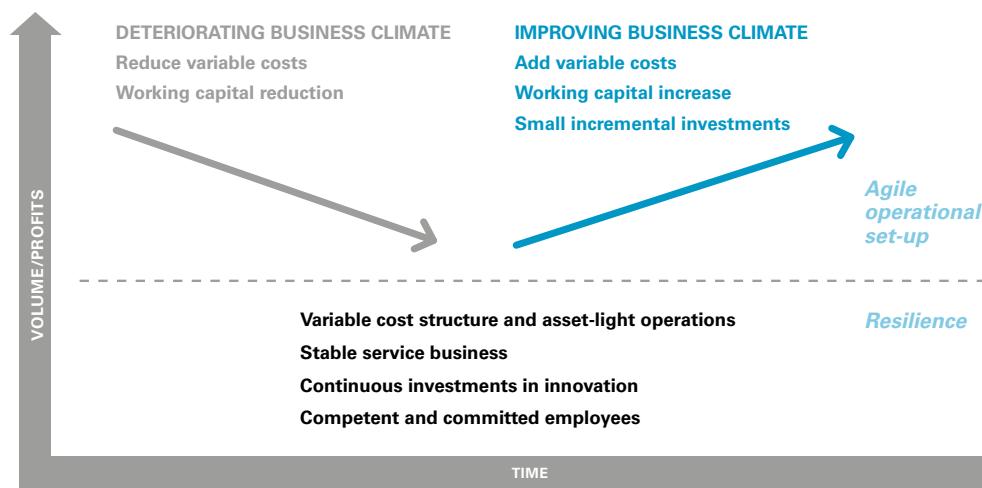 DETERIORATING BUSINESS CLIMATE
Reduce variable costs
Working capital reduction
IMPROVING BUSINESS CLIMATE
Add variable costs
Working capital increase
Small incremental investments
Agile
operational
set-up
VOLUME/PROFITS
Variable cost structure and asset-light operations
Stable service business
Continuous investments in innovation
Competent and committed employees
Resilience
TIME